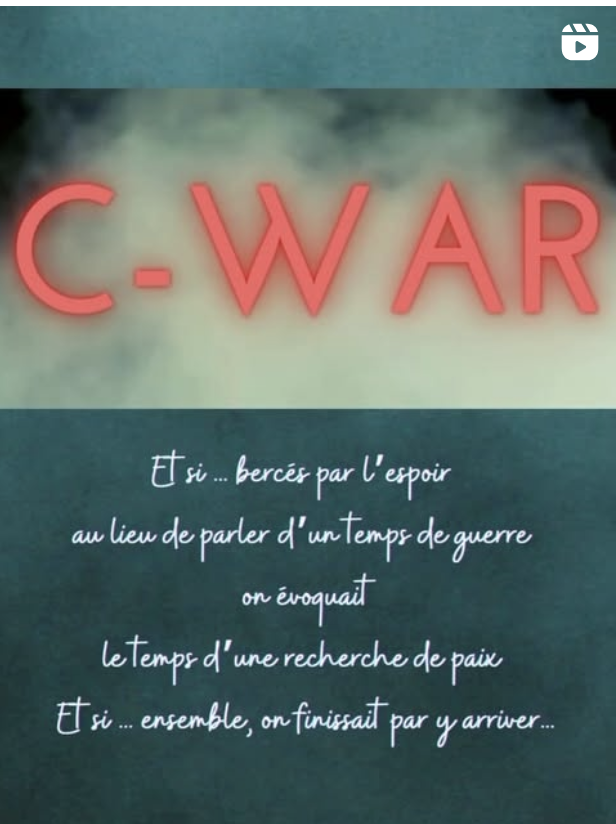 C-WAR
Et si ... bercés par l'espoir
au lieu de parler d'un temps de guerre
on évoquait
le temps d'une recherche de paix
Et si ... ensemble, on finissait par y arriver...